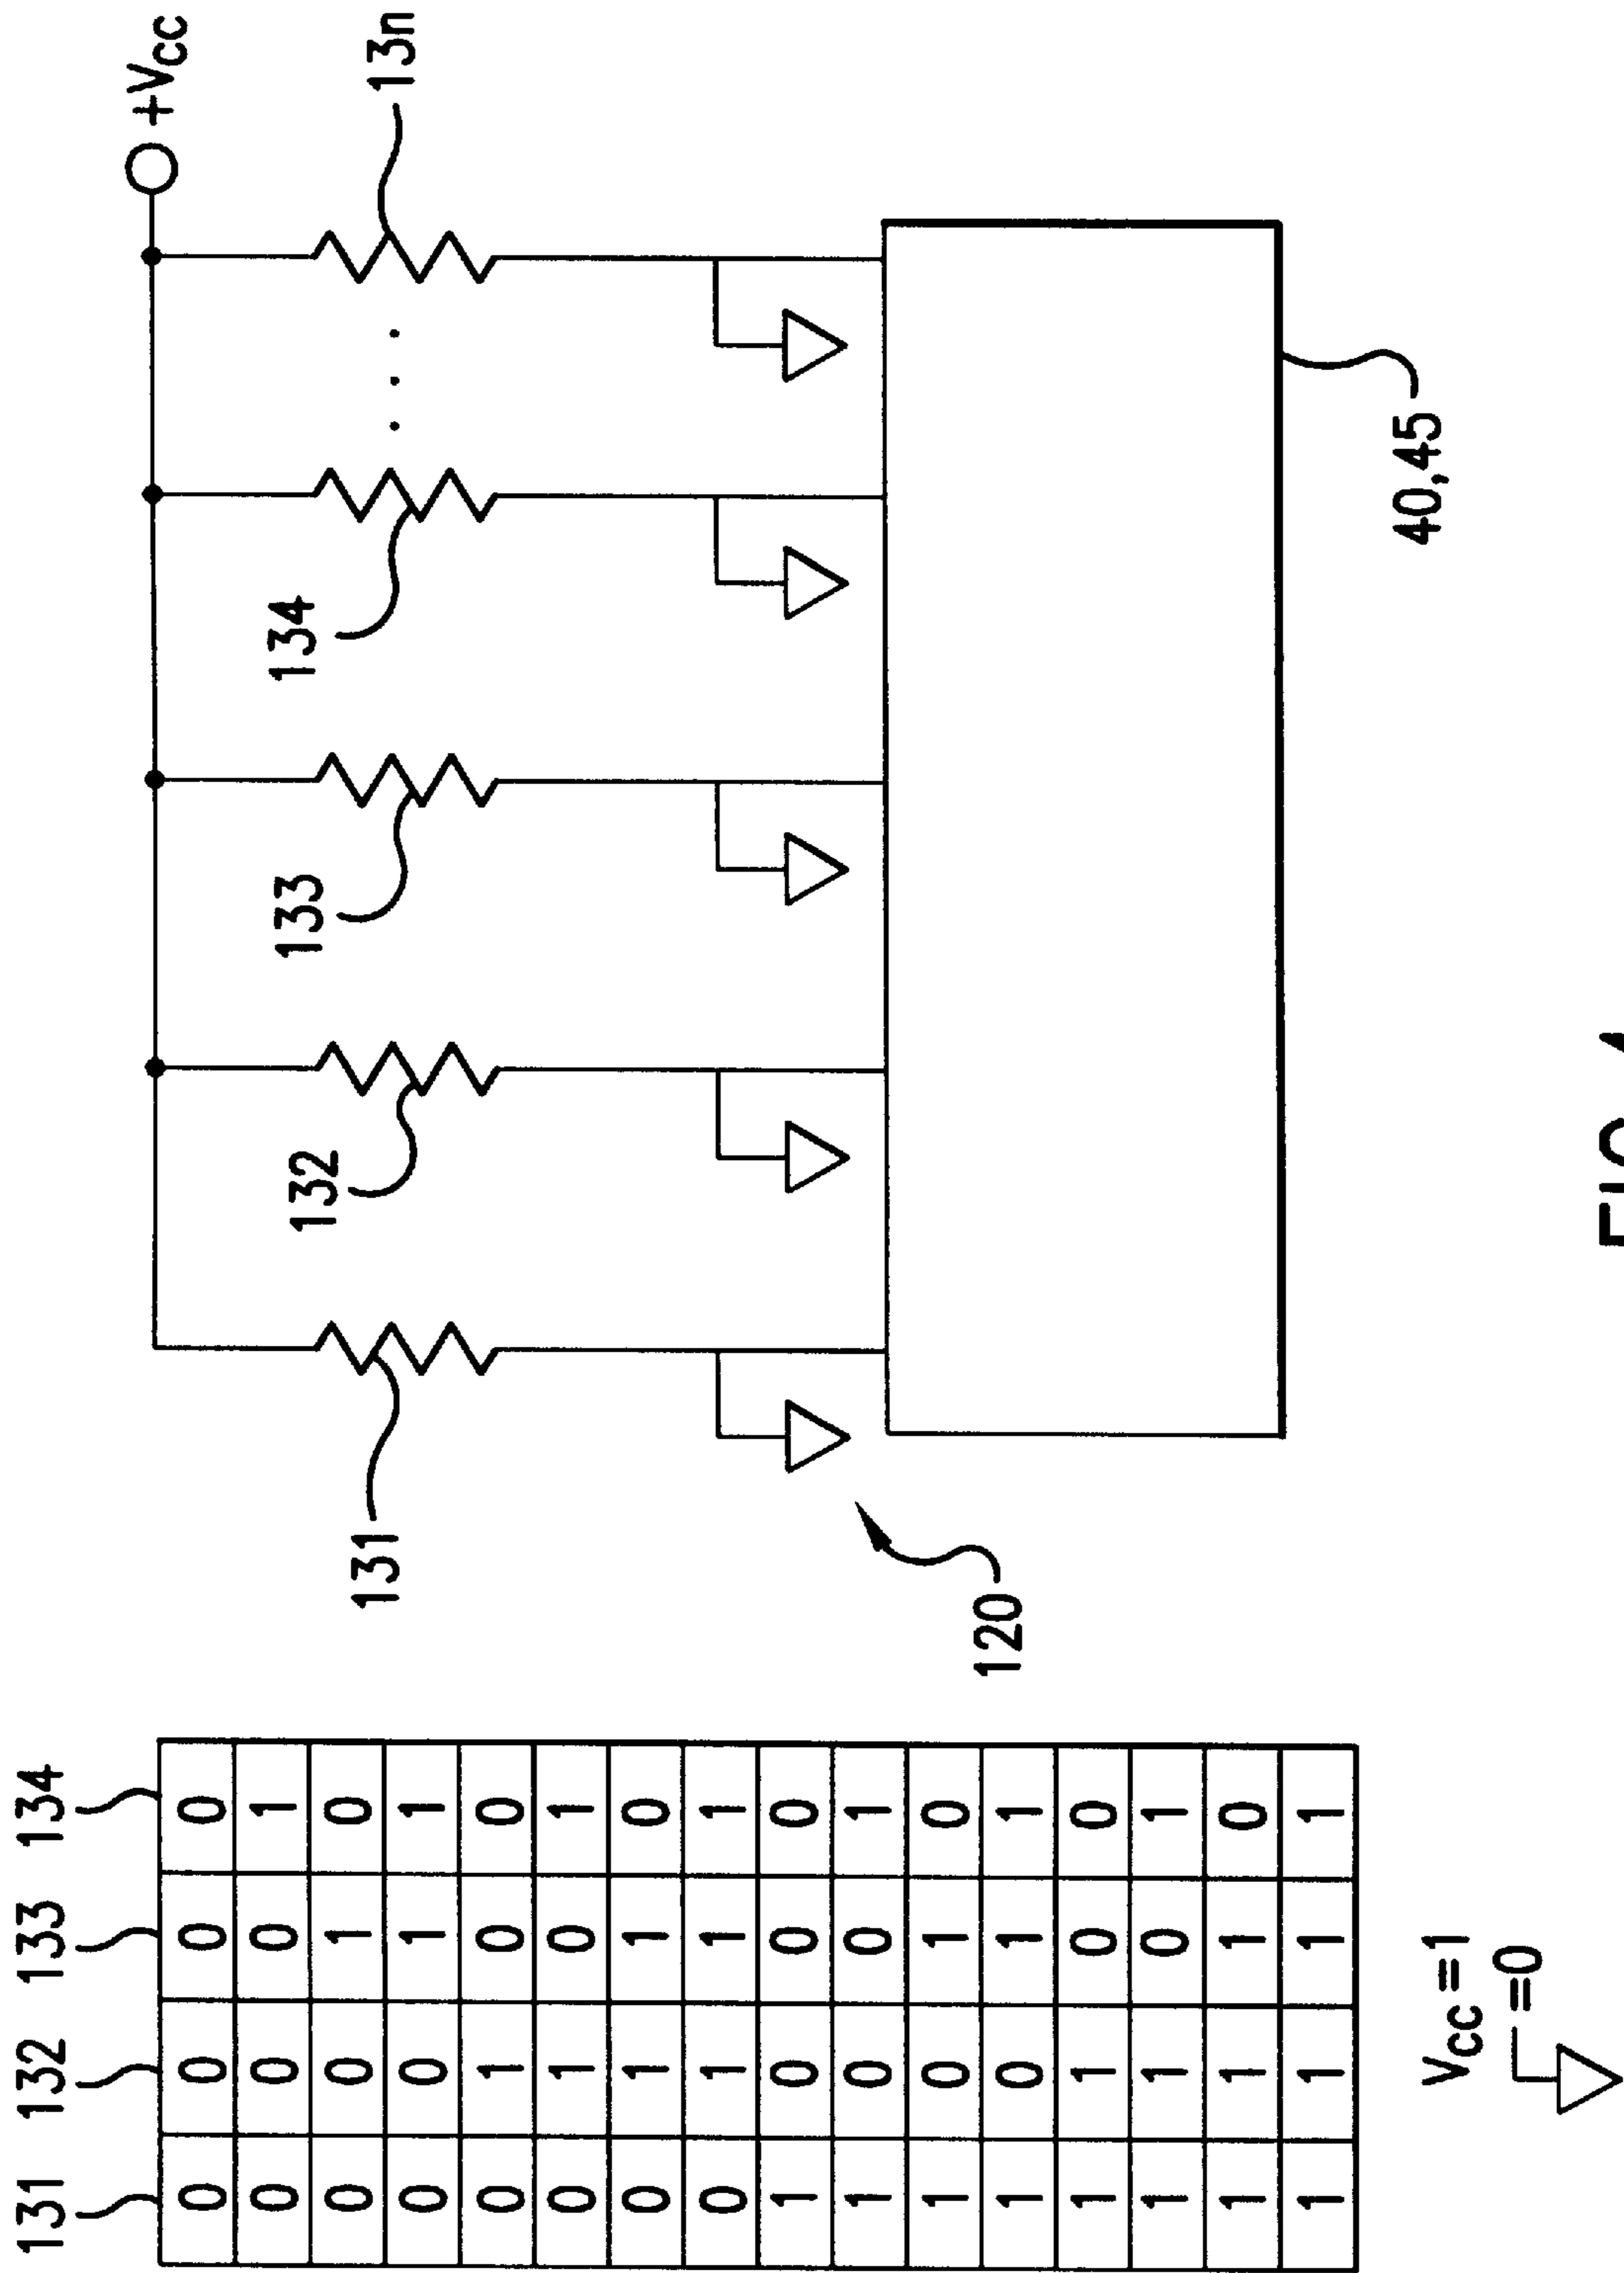 131 132 133 134
0 0 0 0
0 0 0 1
0 0 1 0
0 0 1 1
0 1 0 0
0 1 0 1
0 1 1 0
0 1 1 1
1 0 0 0
1 0 0 1
1 0 1 0
1 0 1 1
1 1 0 0
1 1 0 1
1 1 1 0
1 1 1 1
VCC=1
=0
+VCC
131
132
133
134
. . .
13n
120
40,45
FIG.